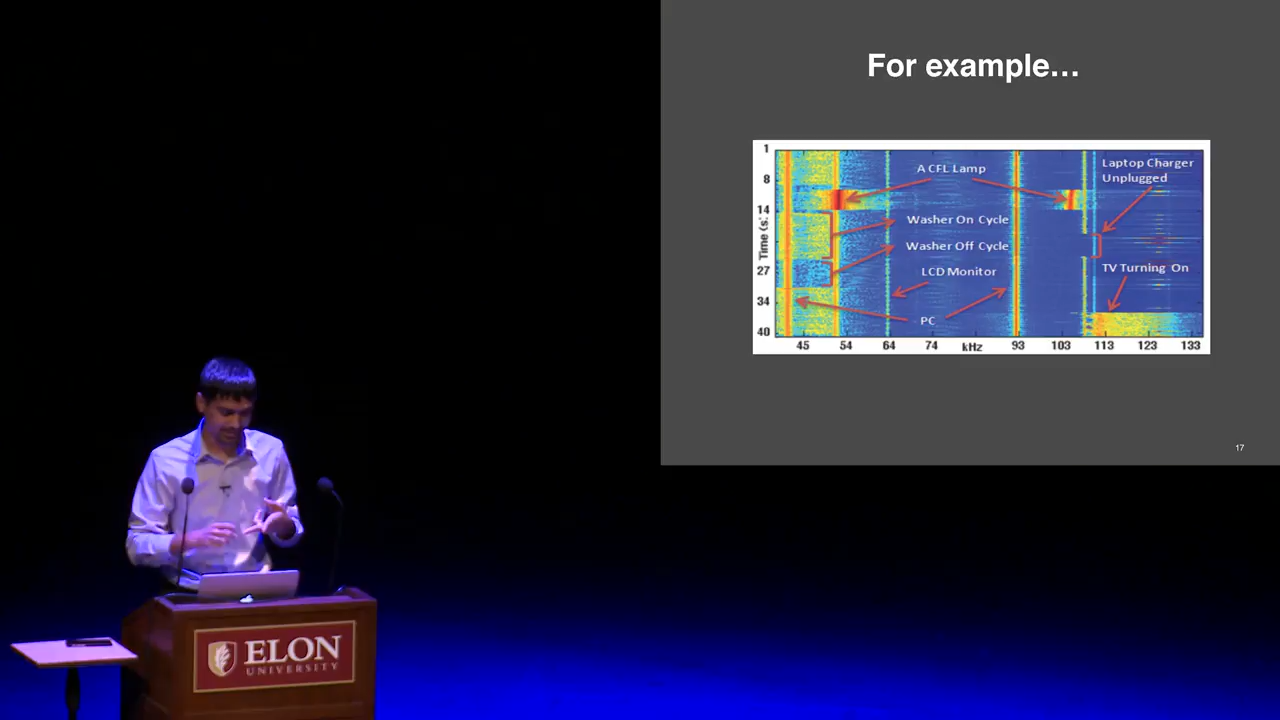 For example…
1
8
14
27
34
40
Time (s:
A CFL Lamp
Laptop Charger
Unplugged
Washer On Cycle
Washer Off Cycle
LCD Monitor
TV Turning On
PC
45 54 64 74 kHz 93 103 113 123 133
17
ELON
UNIVERSITY